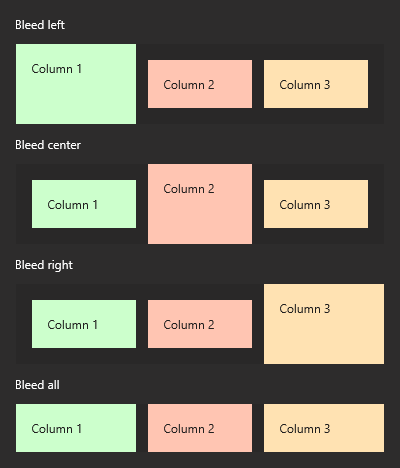 Bleed left
Column 1
Column 2
Column 3
Bleed center
Column 1
Column 2
Column 3
Bleed right
Column 1
Column 2
Column 3
Bleed all
Column 1
Column 2
Column 3